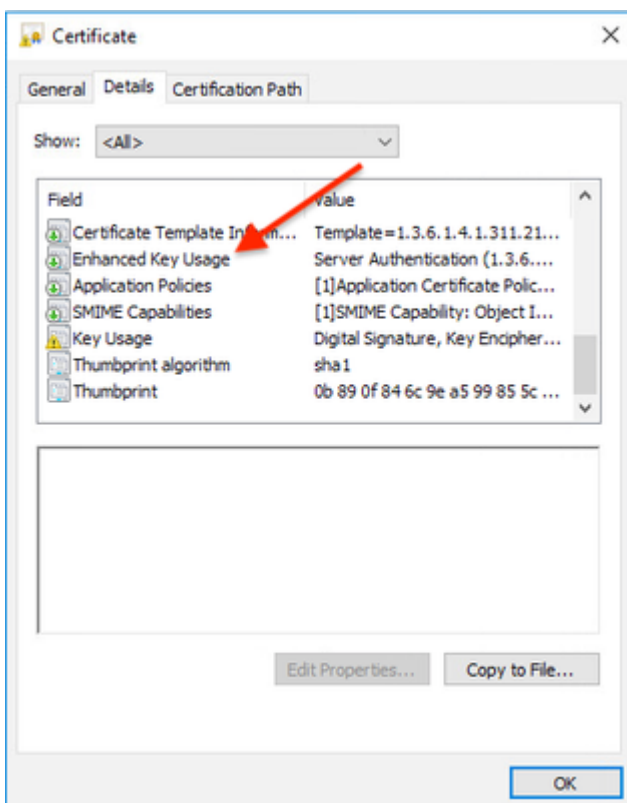 Certificate
General Details Certification Path
Show: <All>
Field Value
Certificate Template Inform... Template=1.3.6.1.4.1.311.21...
Enhanced Key Usage Server Authentication (1.3.6....
Application Policies [1]Application Certificate Polic...
SMIME Capabilities [1]SMIME Capability: Object I...
Key Usage Digital Signature, Key Encipher...
Thumbprint algorithm sha1
Thumbprint 0b 89 0f 84 6c 9e a5 99 85 5c ...
Edit Properties... Copy to File...
OK